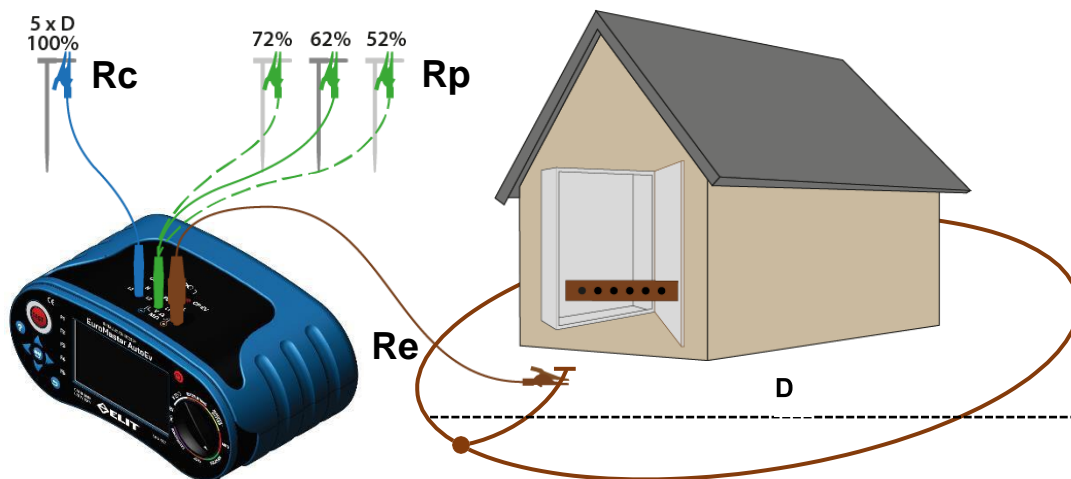 5 x D
100%
Rc
72%
62%
52%
Rp
EuroMaster AutoEv
ELIT
Re
D